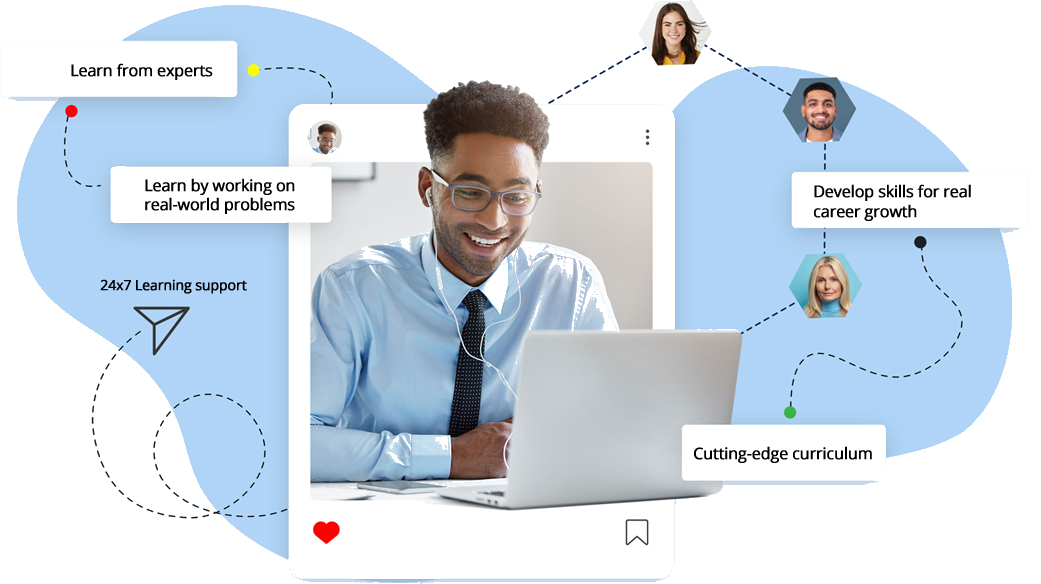 Learn from experts
Learn by working on
real-world problems
Develop skills for real
career growth
24x7 Learning support
Cutting-edge curriculum